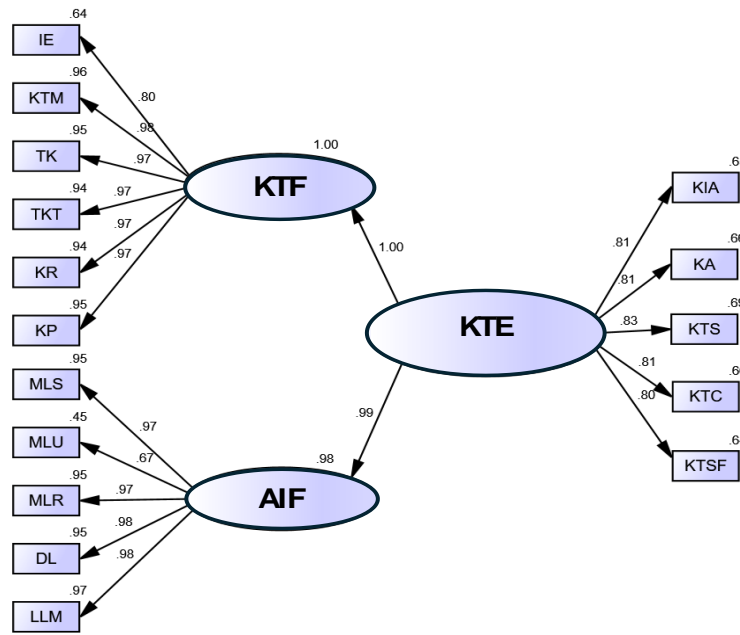 .64
IE
.96
KTM
.80
.98
.95
TK
.97
1.00
.94
TKT
.97
KTF
KIA
.94
KR
.97
.97
1.00
.81
KA
.81
.95
KP
KTE
.83
KTS
.95
MLS
.81
KTC
.80
.97
.99
.45
MLU
.67
.98
KTSF
.95
MLR
.97
AIF
.98
.95
DL
.98
.97
LLM